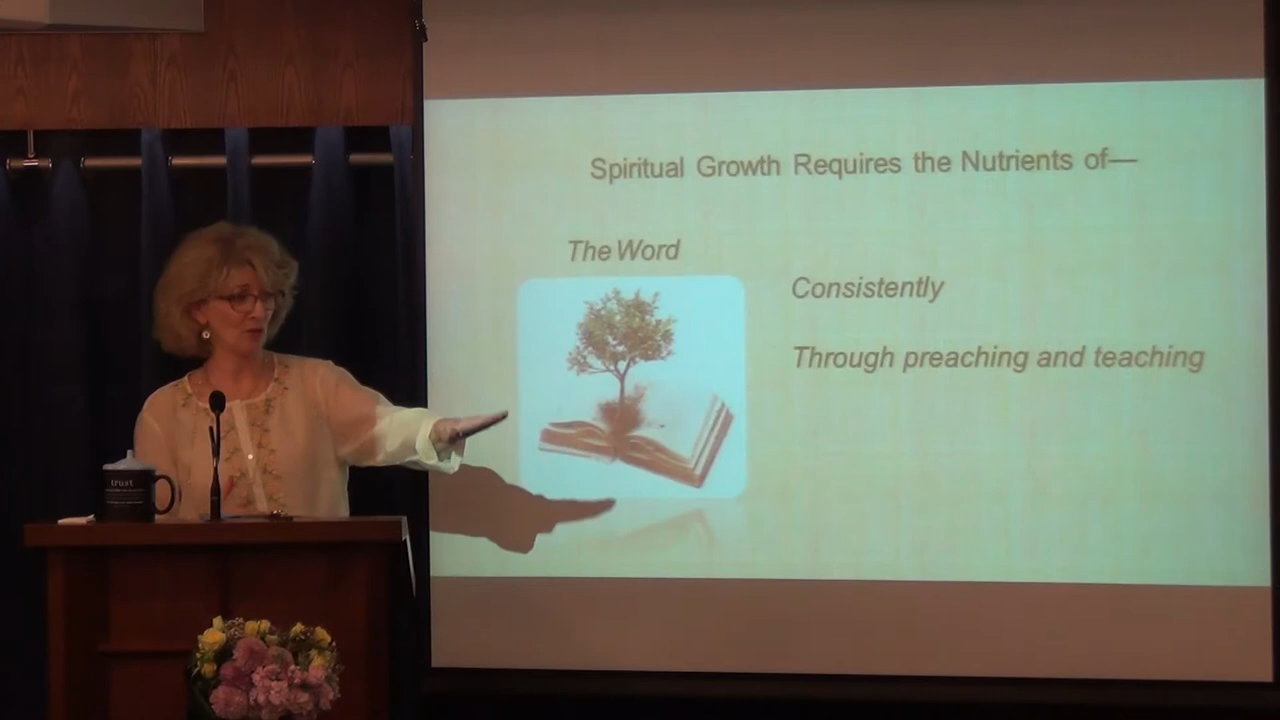 Spiritual Growth Requires the Nutrients of—
The Word
Consistently
Through preaching and teaching
trust